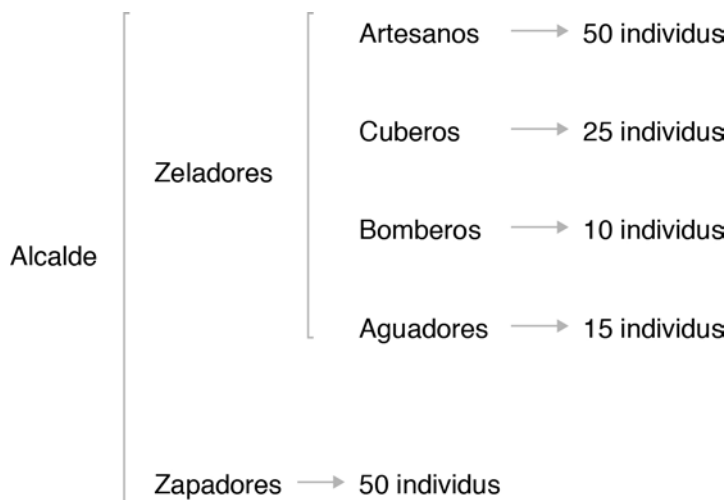 Artesanos → 50 individus
Cuberos → 25 individus
Zeladores
Bomberos → 10 individus
Alcalde
Aguadores → 15 individus
Zapadores → 50 individus